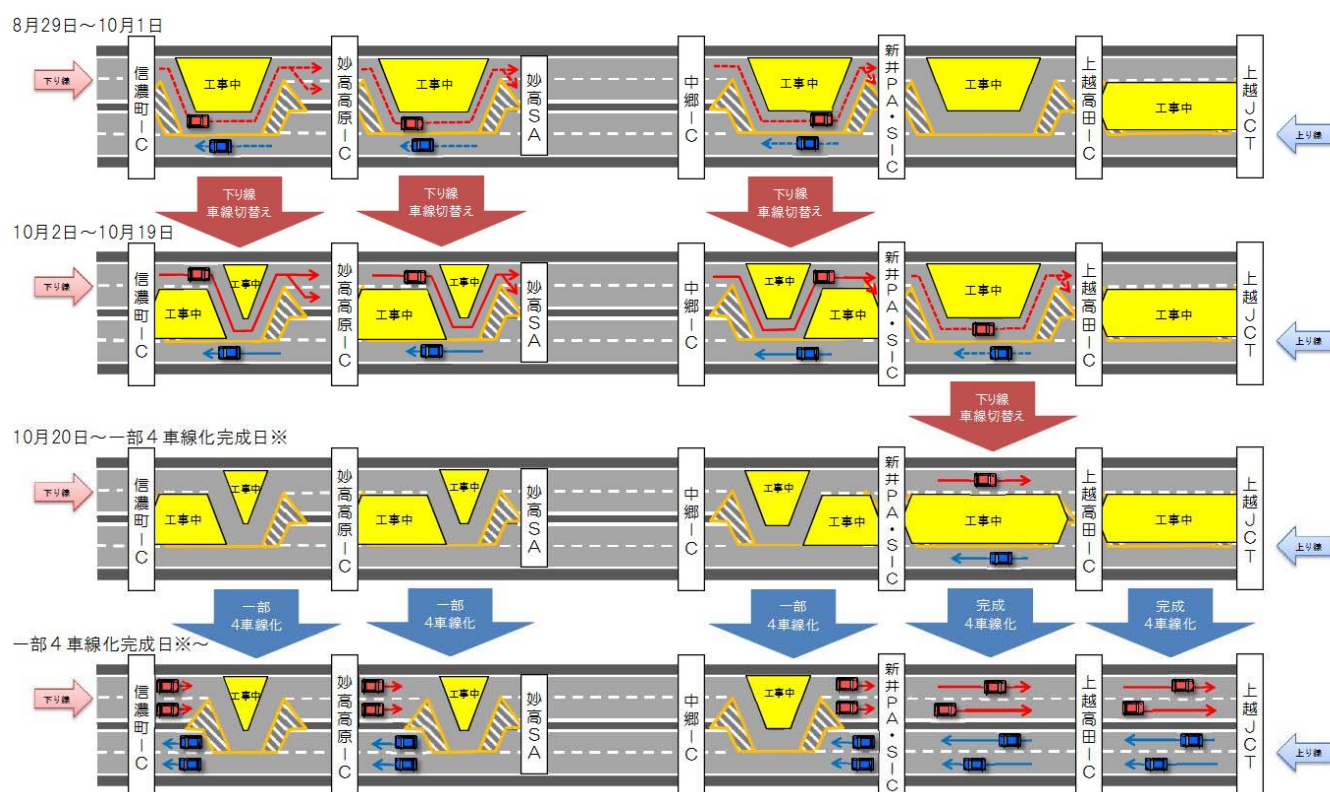 8月29日～10月1日
下り線
信濃町IC
工事中
妙高高原IC
工事中
妙高SA
中郷IC
工事中
新井PA・SIC
工事中
上越高田IC
工事中
上越JCT
上り線
下り線
車線切替え
下り線
車線切替え
下り線
車線切替え
10月2日～10月19日
下り線
信濃町IC
工事中
工事中
妙高高原IC
工事中
工事中
妙高SA
中郷IC
工事中
工事中
新井PA・SIC
工事中
上越高田IC
工事中
上越JCT
上り線
下り線
車線切替え
10月20日～一部4車線化完成日※
下り線
信濃町IC
工事中
工事中
妙高高原IC
工事中
工事中
妙高SA
中郷IC
工事中
工事中
新井PA・SIC
工事中
上越高田IC
工事中
上越JCT
上り線
一部
4車線化
一部
4車線化
一部
4車線化
完成
4車線化
完成
4車線化
一部4車線化完成日※～
下り線
信濃町IC
工事中
妙高高原IC
工事中
妙高SA
中郷IC
工事中
新井PA・SIC
上越高田IC
上越JCT
上り線